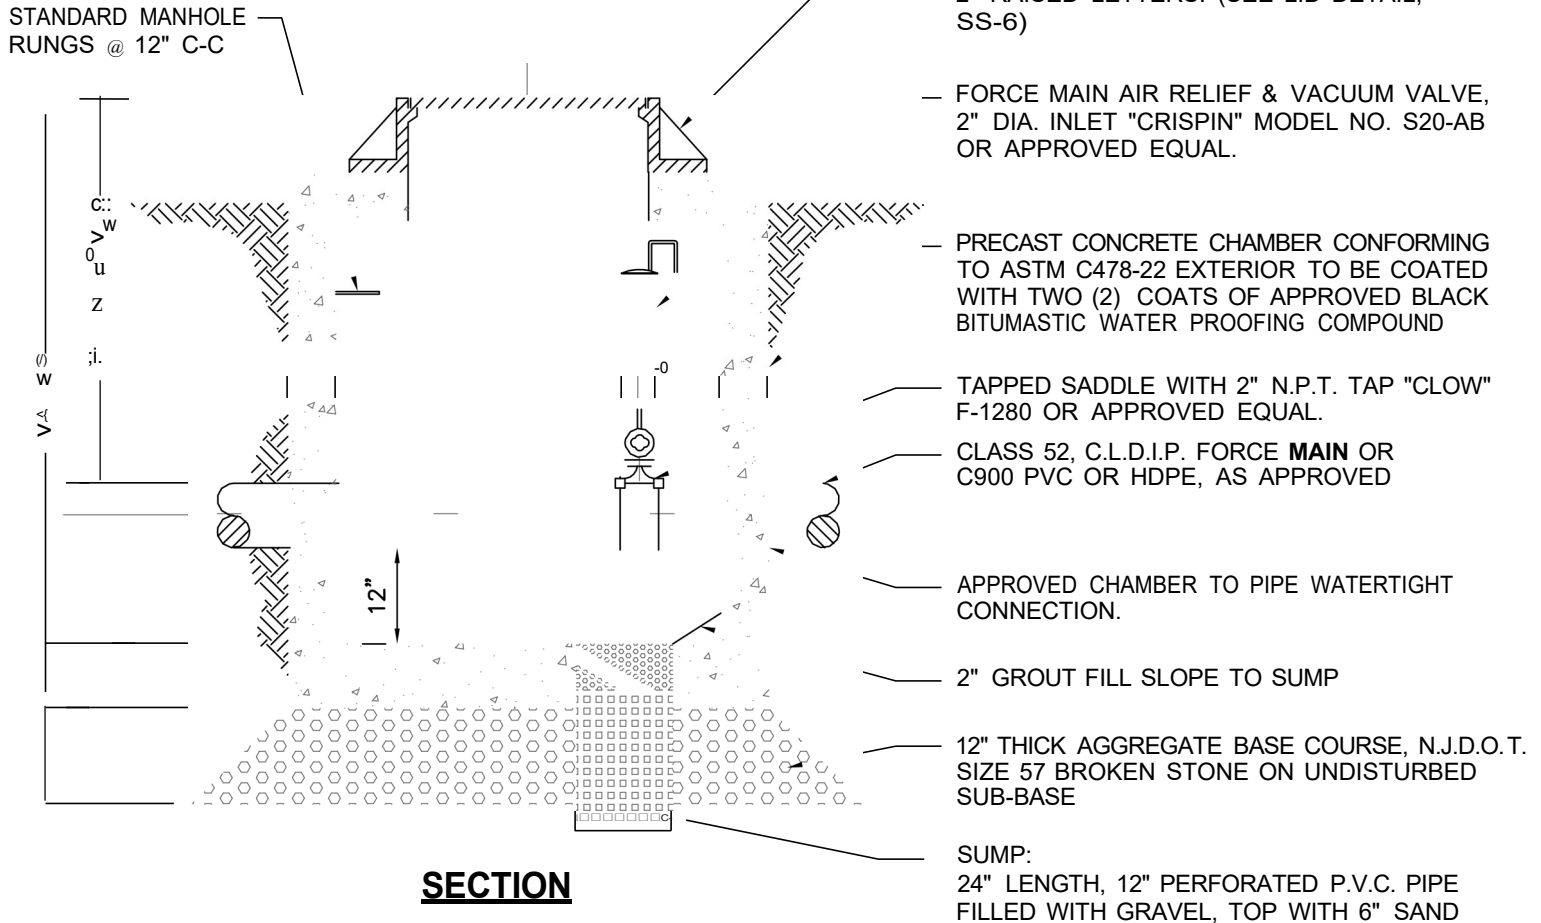 STANDARD MANHOLE
RUNGS @ 12" C-C
SS-6)
FORCE MAIN AIR RELIEF & VACUUM VALVE,
2" DIA. INLET "CRISPIN" MODEL NO. S20-AB
OR APPROVED EQUAL.
PRECAST CONCRETE CHAMBER CONFORMING
TO ASTM C478-22 EXTERIOR TO BE COATED
WITH TWO (2) COATS OF APPROVED BLACK
BITUMASTIC WATER PROOFING COMPOUND
TAPPED SADDLE WITH 2" N.P.T. TAP "CLOW"
F-1280 OR APPROVED EQUAL.
CLASS 52, C.L.D.I.P. FORCE MAIN OR
C900 PVC OR HDPE, AS APPROVED
12"
APPROVED CHAMBER TO PIPE WATERTIGHT
CONNECTION.
2" GROUT FILL SLOPE TO SUMP
12" THICK AGGREGATE BASE COURSE, N.J.D.O.T.
SIZE 57 BROKEN STONE ON UNDISTURBED
SUB-BASE
SUMP:
24" LENGTH, 12" PERFORATED P.V.C. PIPE
FILLED WITH GRAVEL, TOP WITH 6" SAND
SECTION